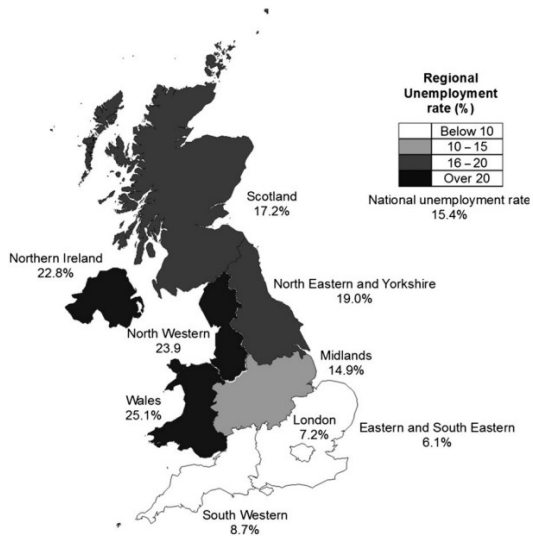 Regional
Unemployment
rate (%)
Below 10
10 – 15
16 – 20
Over 20
National unemployment rate
15.4%
Scotland
17.2%
Northern Ireland
22.8%
North Eastern and Yorkshire
19.0%
North Western
23.9
Midlands
14.9%
Wales
25.1%
London
7.2%
Eastern and South Eastern
6.1%
South Western
8.7%